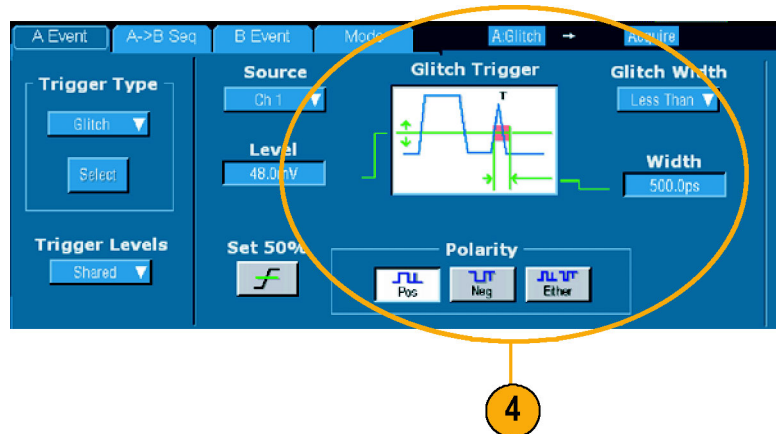 A Event A->B Seq B Event Mode A:Glitch → Acquire
Trigger Type
Glitch
Select
Trigger Levels
Shared
Source
Ch 1
Level
48.0mV
Set 50%
Glitch Trigger
T
Glitch Width
Less Than
Width
500.0ps
Polarity
Pos Neg Either
4